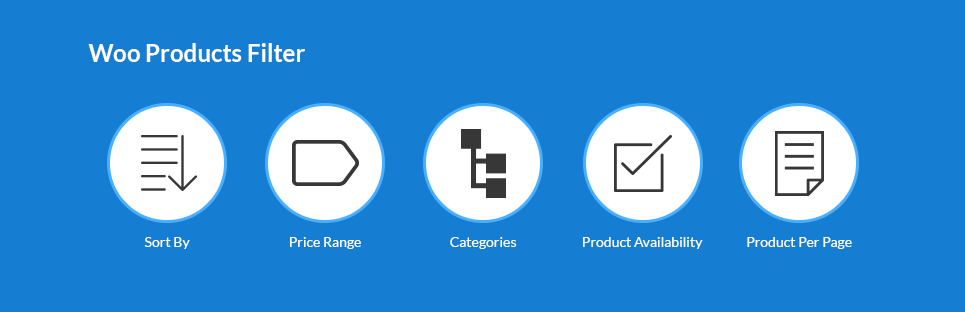 Woo Products Filter
Sort By
Price Range
Categories
Product Availability
Product Per Page